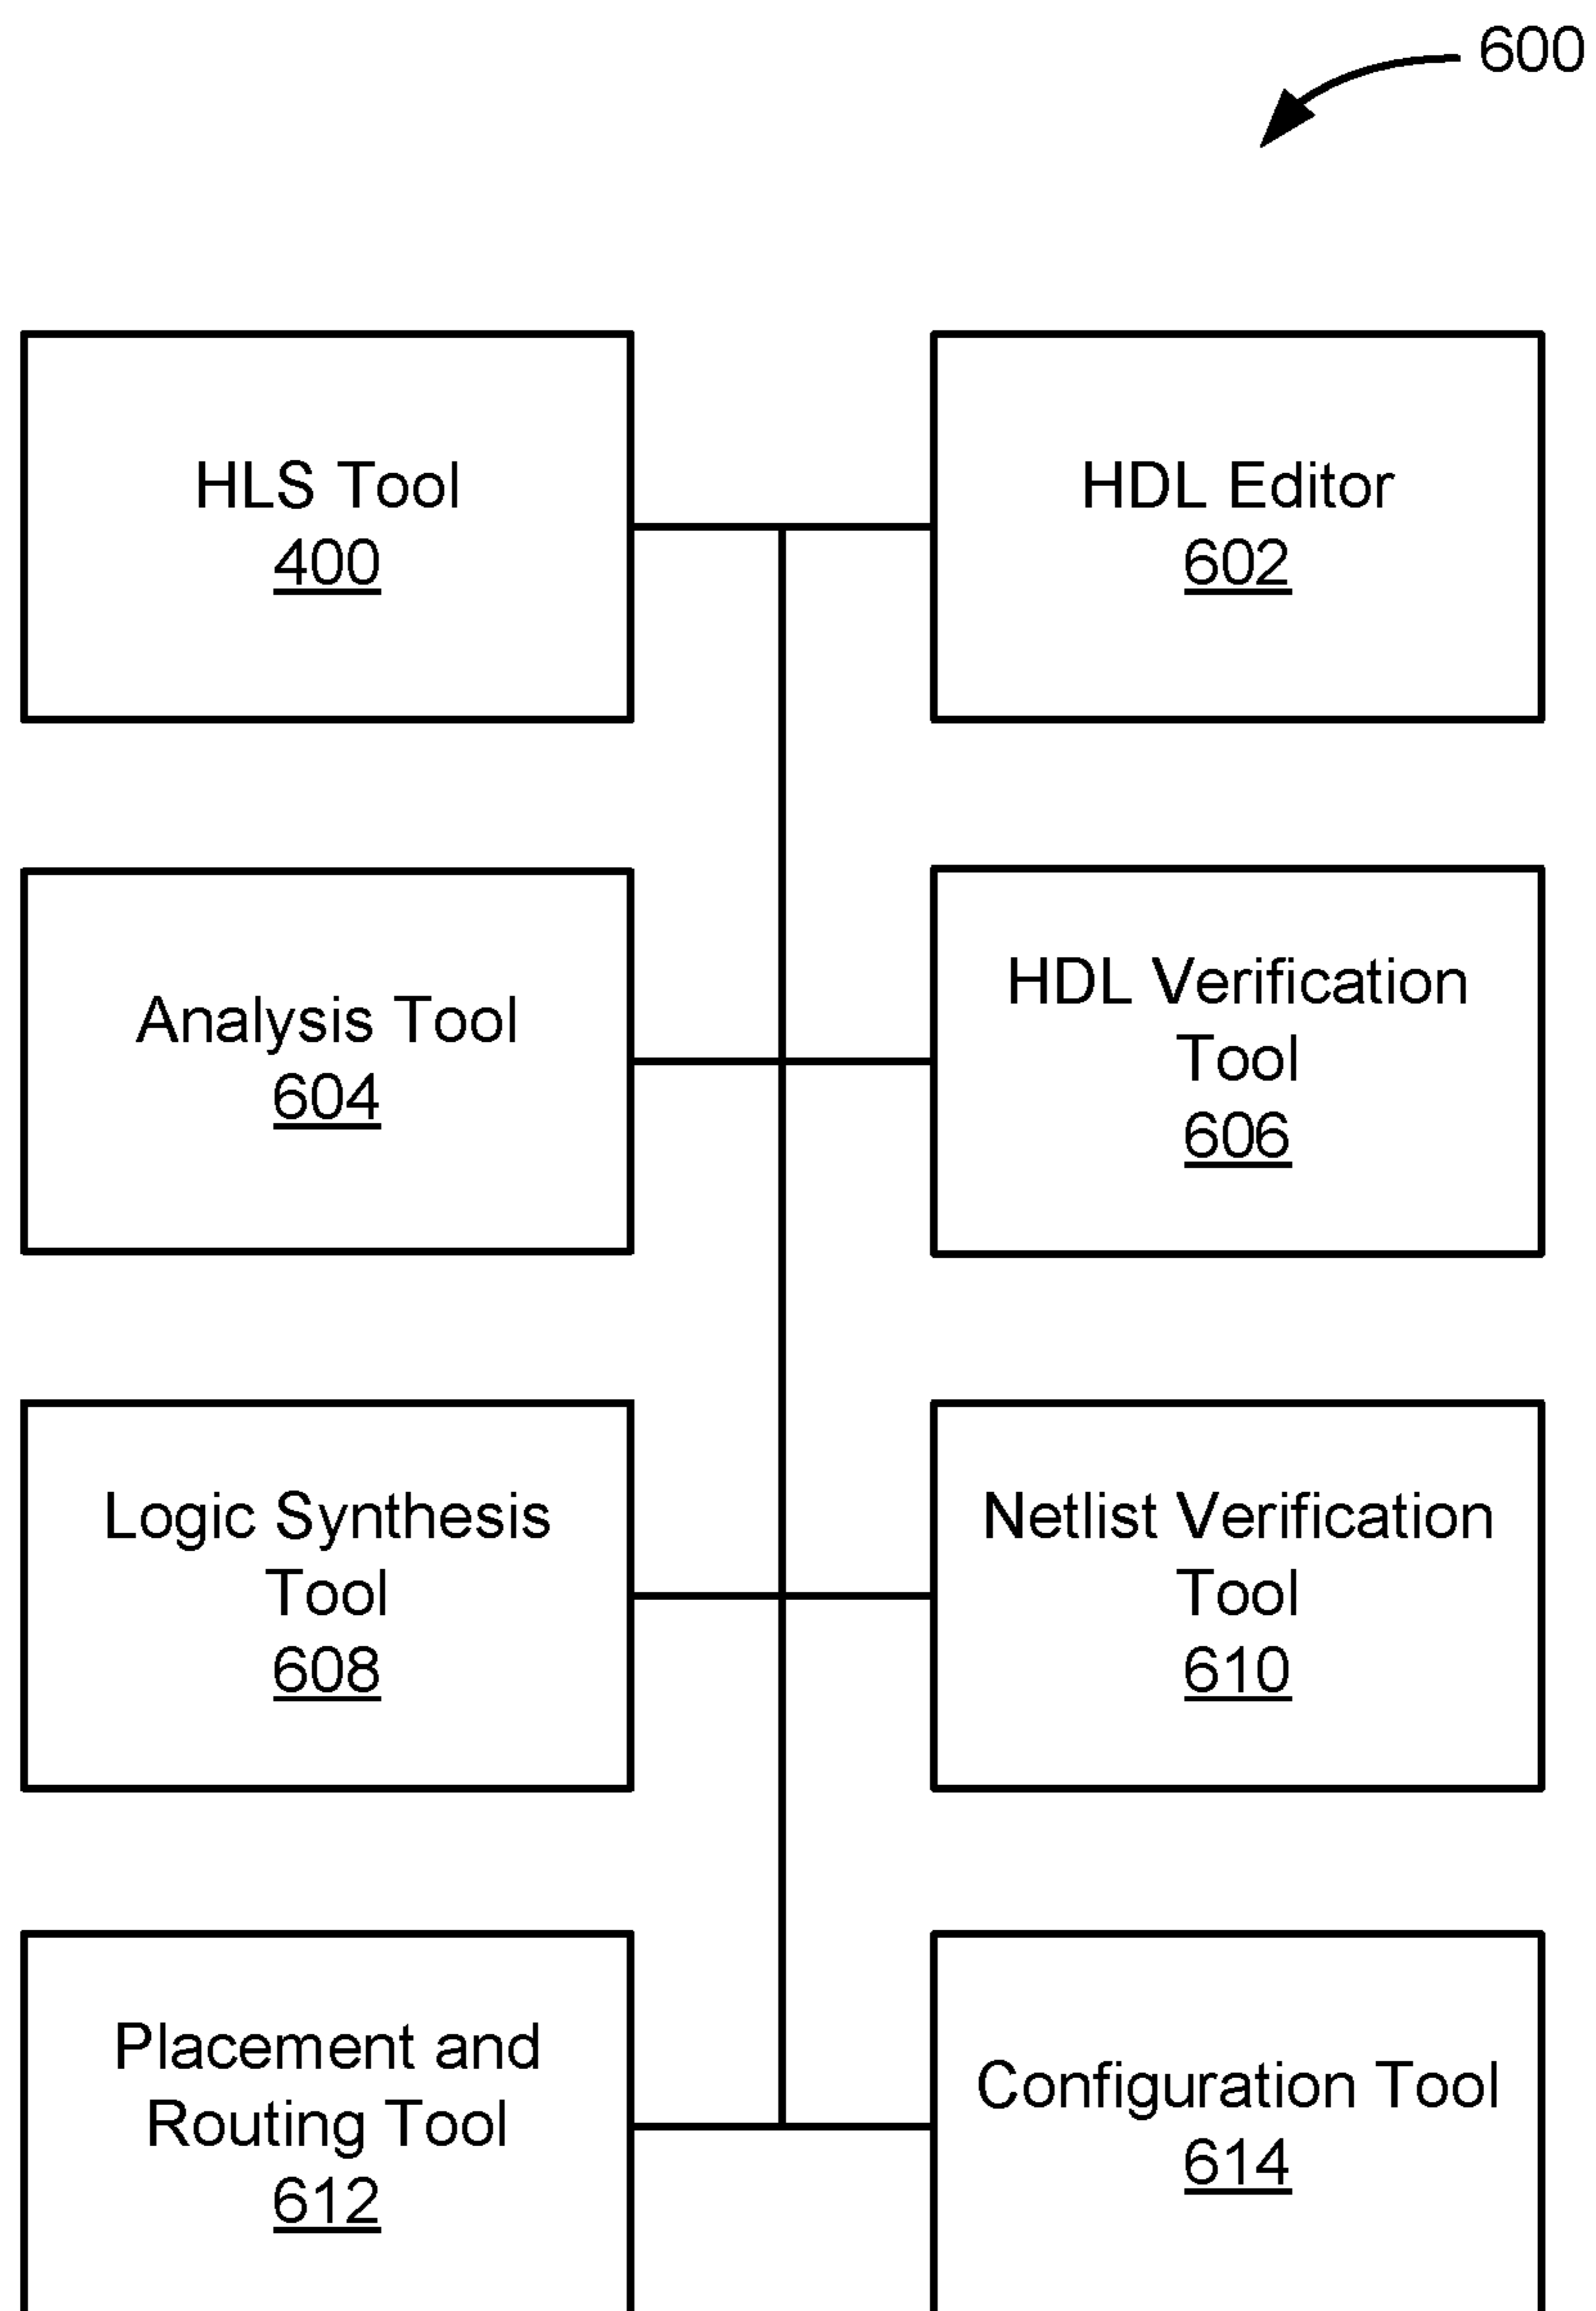 600
HLS Tool
400
HDL Editor
602
Analysis Tool
604
HDL Verification
Tool
606
Logic Synthesis
Tool
608
Netlist Verification
Tool
610
Placement and
Routing Tool
612
Configuration Tool
614